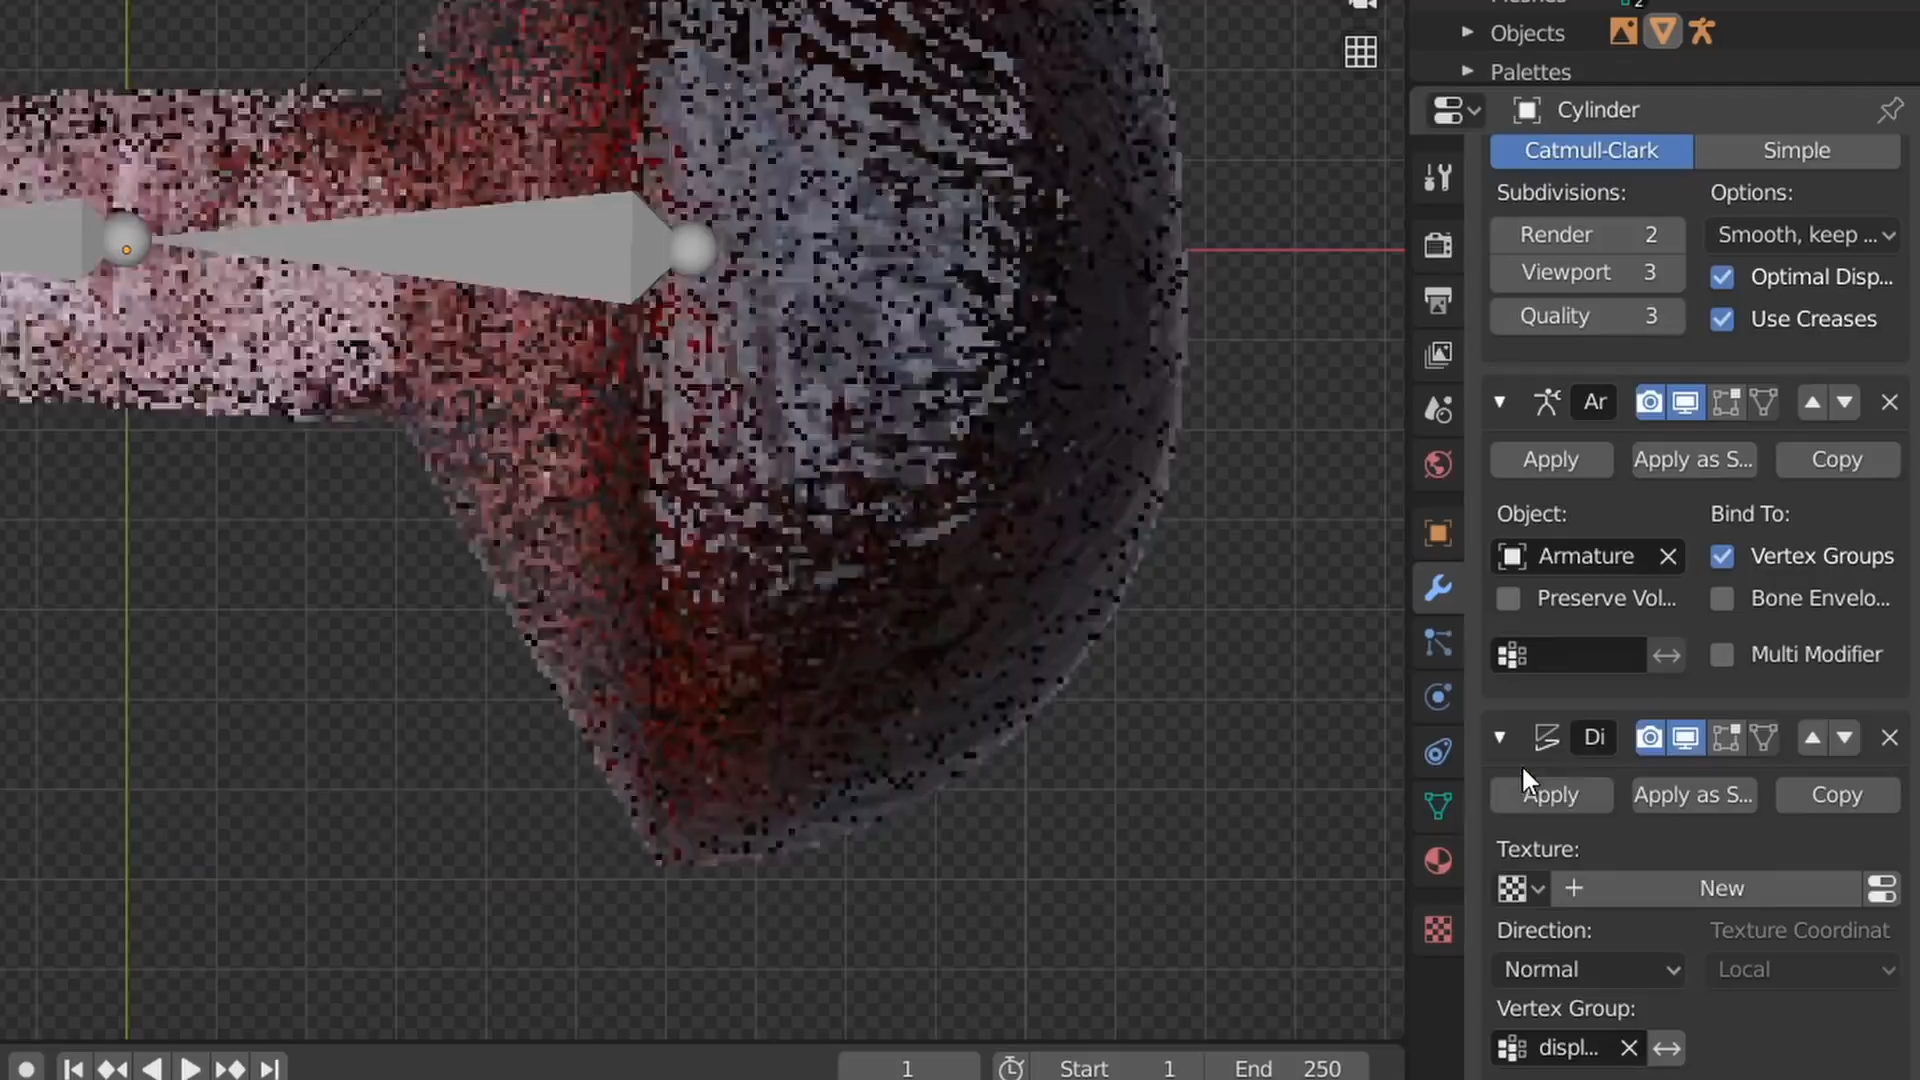 Objects
Palettes
Cylinder
Catmull-Clark Simple
Subdivisions: Options:
Render 2 Smooth, keep ...
Viewport 3 Optimal Disp...
Quality 3 Use Creases
Ar
Apply Apply as S... Copy
Object: Bind To:
Armature Vertex Groups
Preserve Vol... Bone Envelo...
Multi Modifier
Di
Apply Apply as S... Copy
Texture:
New
Direction: Texture Coordinat
Normal Local
Vertex Group:
displ...
1 Start 1 End 250